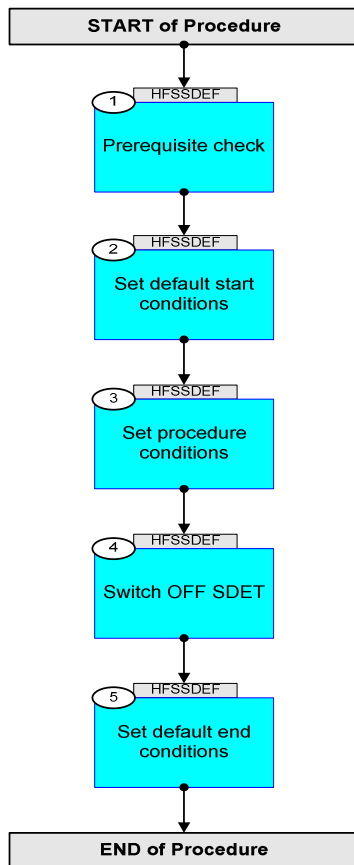 START of Procedure
HFSSDEF
1
Prerequisite check
HFSSDEF
2
Set default start
conditions
HFSSDEF
3
Set procedure
conditions
HFSSDEF
4
Switch OFF SDET
HFSSDEF
5
Set default end
conditions
END of Procedure